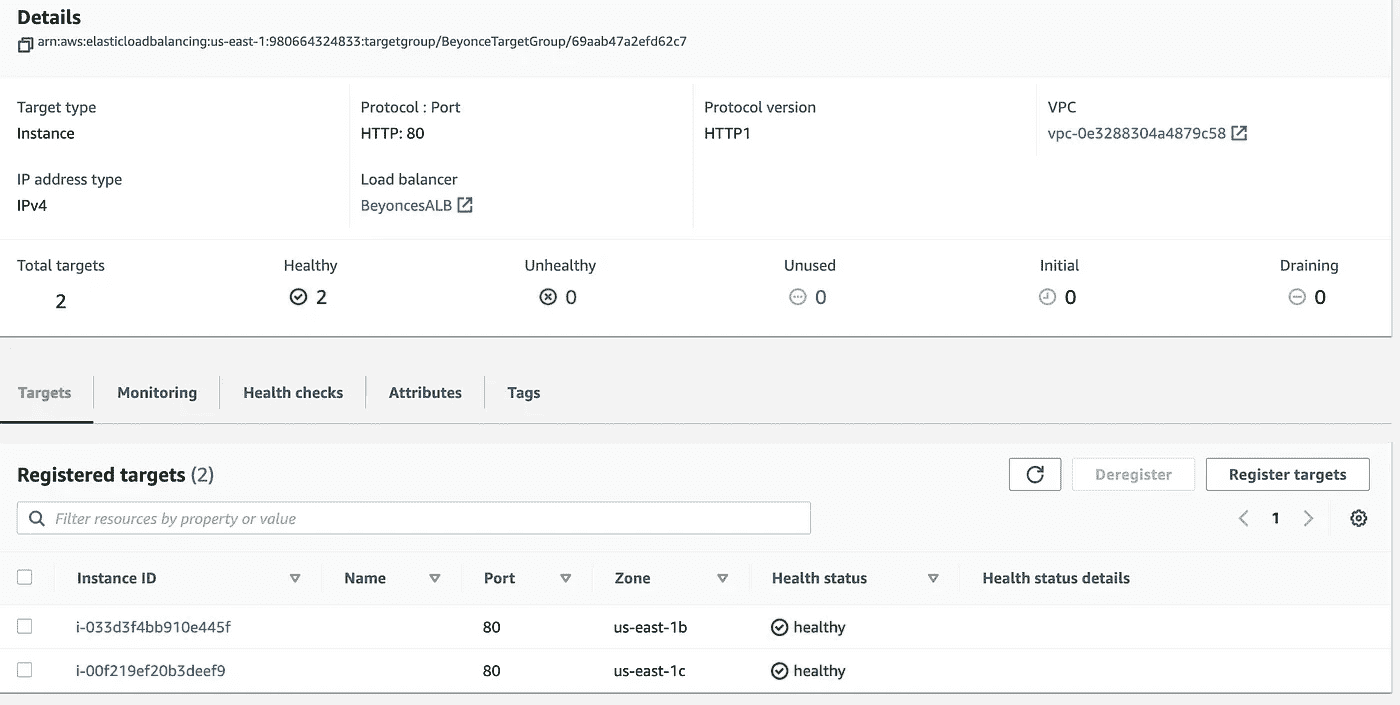 Details
arn:aws:elasticloadbalancing:us-east-1:980664324833:targetgroup/BeyonceTargetGroup/69aab47a2efd62c7
Target type Protocol : Port Protocol version VPC
Instance HTTP: 80 HTTP1 vpc-0e3288304a4879c58
IP address type Load balancer
IPv4 BeyoncesALB
Total targets Healthy Unhealthy Unused Initial Draining
2 2 0 0 0 0
Targets Monitoring Health checks Attributes Tags
Registered targets (2) Deregister Register targets
Filter resources by property or value 1
Instance ID Name Port Zone Health status Health status details
i-033d3f4bb910e445f 80 us-east-1b healthy
i-00f219ef20b3deef9 80 us-east-1c healthy